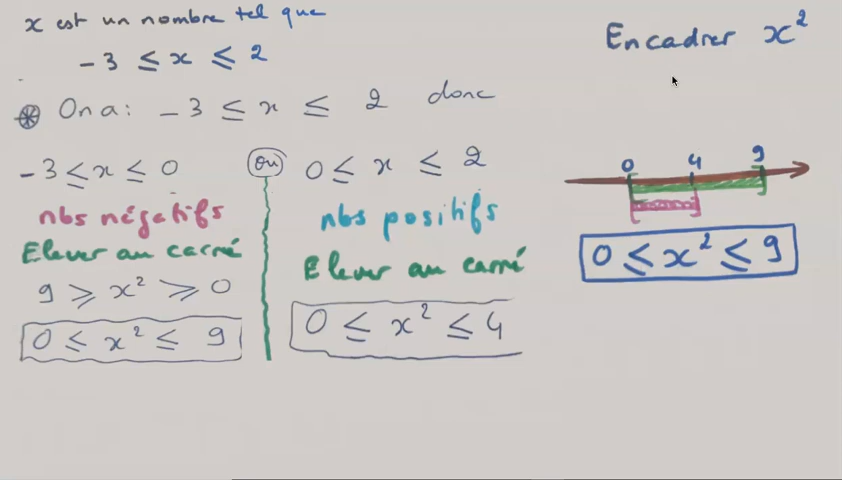 x est un nombre tel que
-3 ≤ x ≤ 2
Encadrer x²
⊛ On a : -3 ≤ x ≤ 2 donc
-3 ≤ x ≤ 0
ou
0 ≤ x ≤ 2
nbs négatifs
Elever au carré
9 ≥ x² ≥ 0
0 ≤ x² ≤ 9
nbs positifs
Elever au carré
0 ≤ x² ≤ 4
0 4 9
0 ≤ x² ≤ 9